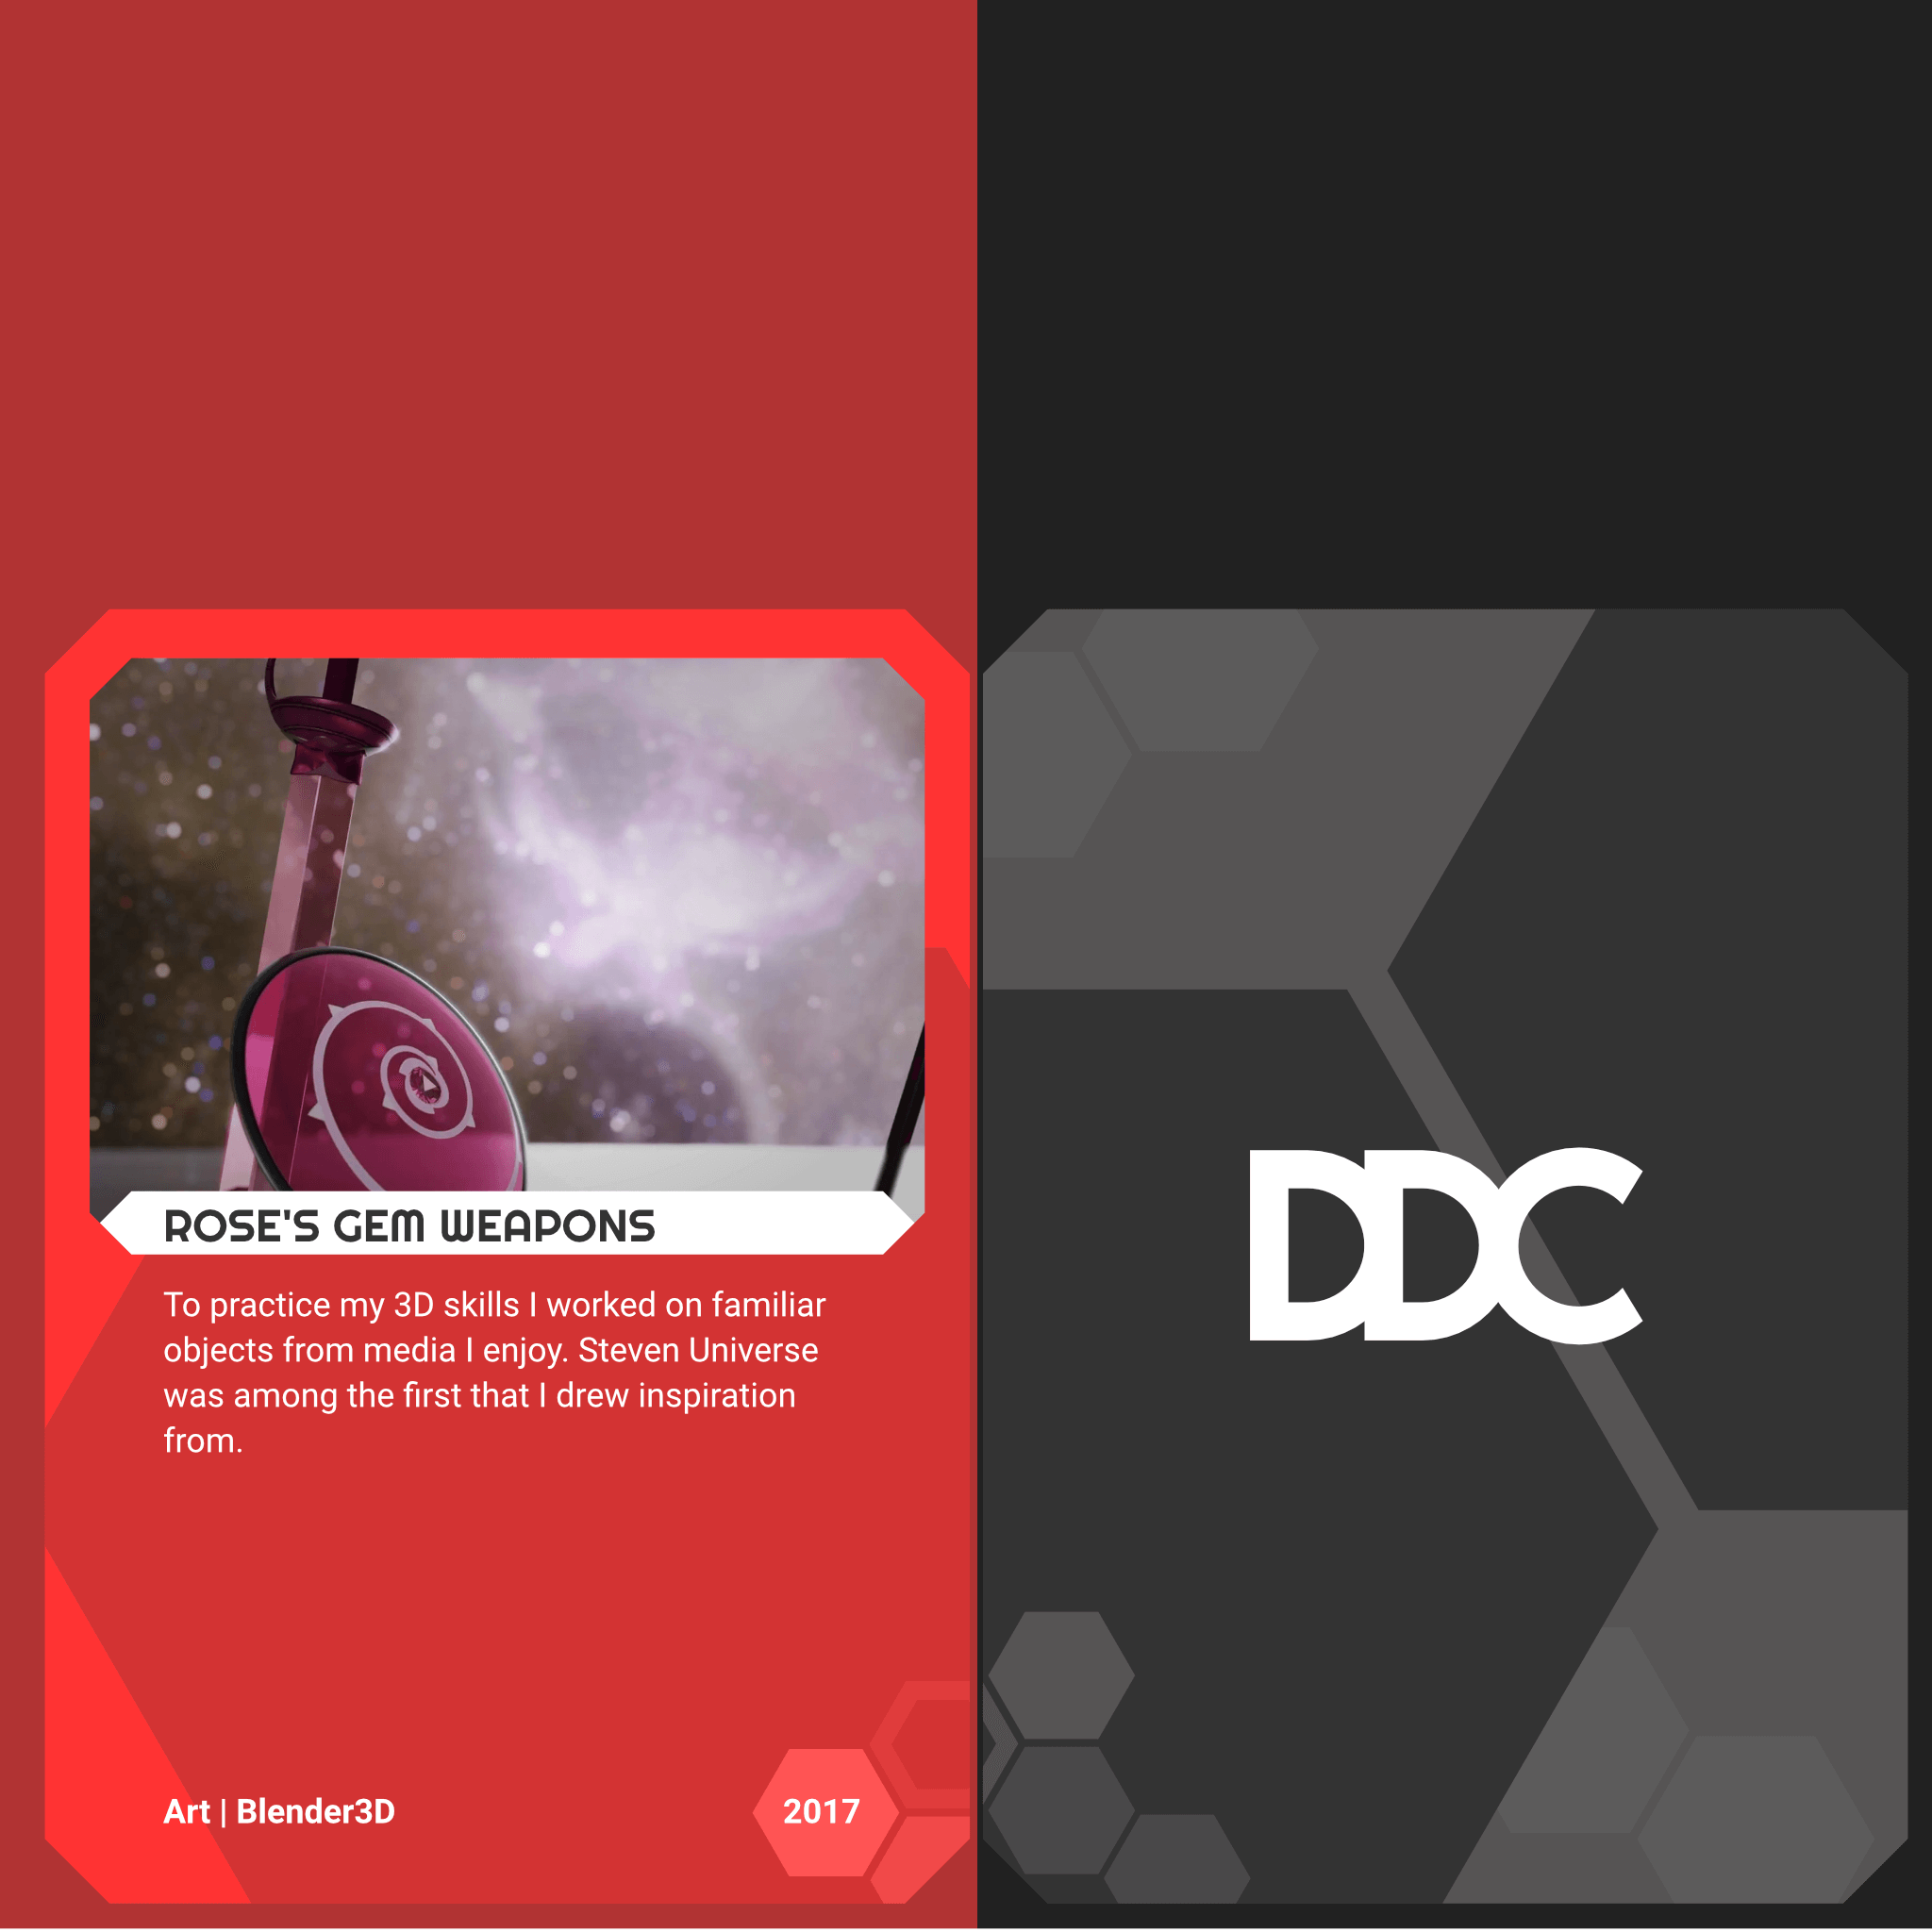 ROSE'S GEM WEAPONS
To practice my 3D skills I worked on familiar
objects from media I enjoy. Steven Universe
was among the first that I drew inspiration
from.
Art | Blender3D
2017
DDC